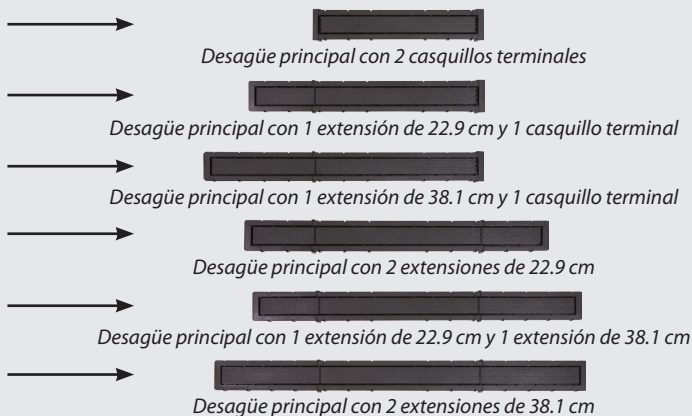 Desagüe principal con 2 casquillos terminales
Desagüe principal con 1 extensión de 22.9 cm y 1 casquillo terminal
Desagüe principal con 1 extensión de 38.1 cm y 1 casquillo terminal
Desagüe principal con 2 extensiones de 22.9 cm
Desagüe principal con 1 extensión de 22.9 cm y 1 extensión de 38.1 cm
Desagüe principal con 2 extensiones de 38.1 cm